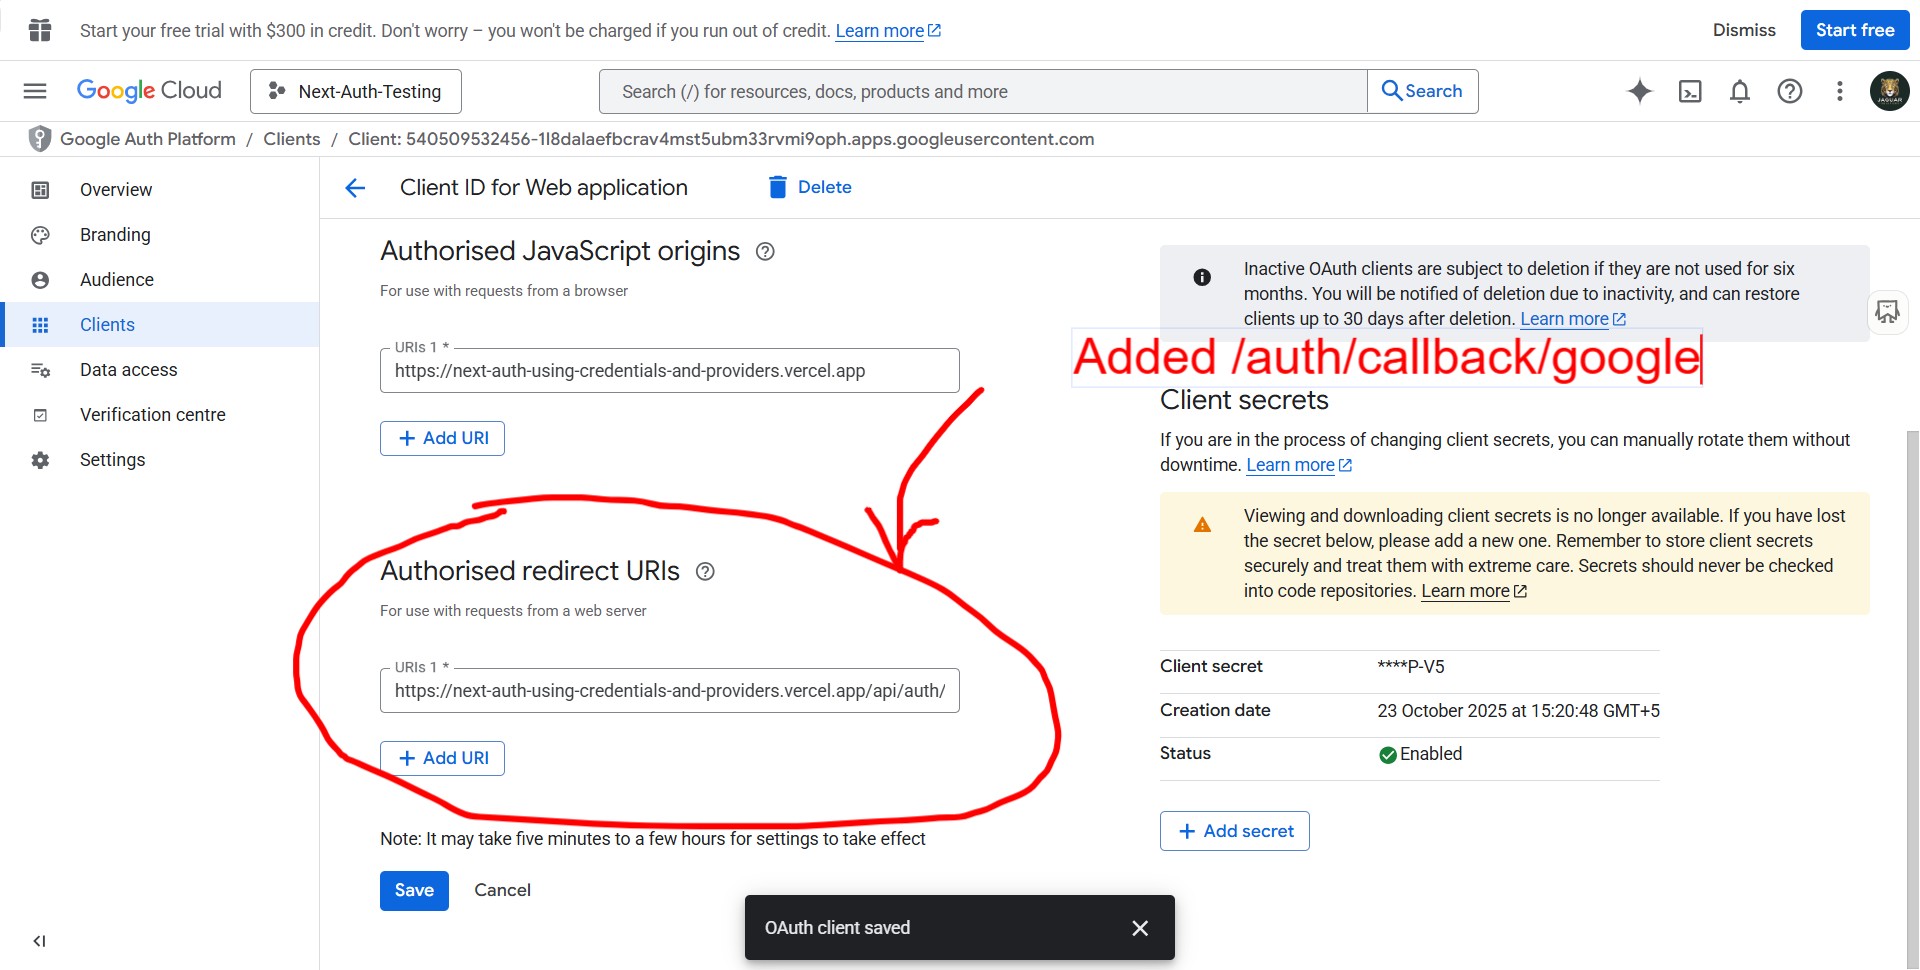 Start your free trial with $300 in credit. Don't worry – you won't be charged if you run out of credit. Learn more
Dismiss
Start free
Google Cloud
Next-Auth-Testing
Search (/) for resources, docs, products and more
Search
JAGUAR
Google Auth Platform / Clients / Client: 540509532456-1l8dalaefbcrav4mst5ubm33rvmi9oph.apps.googleusercontent.com
Overview
Branding
Audience
Clients
Data access
Verification centre
Settings
Client ID for Web application
Delete
Authorised JavaScript origins
For use with requests from a browser
URIs 1 *
https://next-auth-using-credentials-and-providers.vercel.app
+ Add URI
Authorised redirect URIs
For use with requests from a web server
URIs 1 *
https://next-auth-using-credentials-and-providers.vercel.app/api/auth/
+ Add URI
Note: It may take five minutes to a few hours for settings to take effect
Save
Cancel
Inactive OAuth clients are subject to deletion if they are not used for six
months. You will be notified of deletion due to inactivity, and can restore
clients up to 30 days after deletion. Learn more
Added /auth/callback/google
Client secrets
If you are in the process of changing client secrets, you can manually rotate them without
downtime. Learn more
Viewing and downloading client secrets is no longer available. If you have lost
the secret below, please add a new one. Remember to store client secrets
securely and treat them with extreme care. Secrets should never be checked
into code repositories. Learn more
Client secret ****P-V5
Creation date 23 October 2025 at 15:20:48 GMT+5
Status Enabled
+ Add secret
OAuth client saved